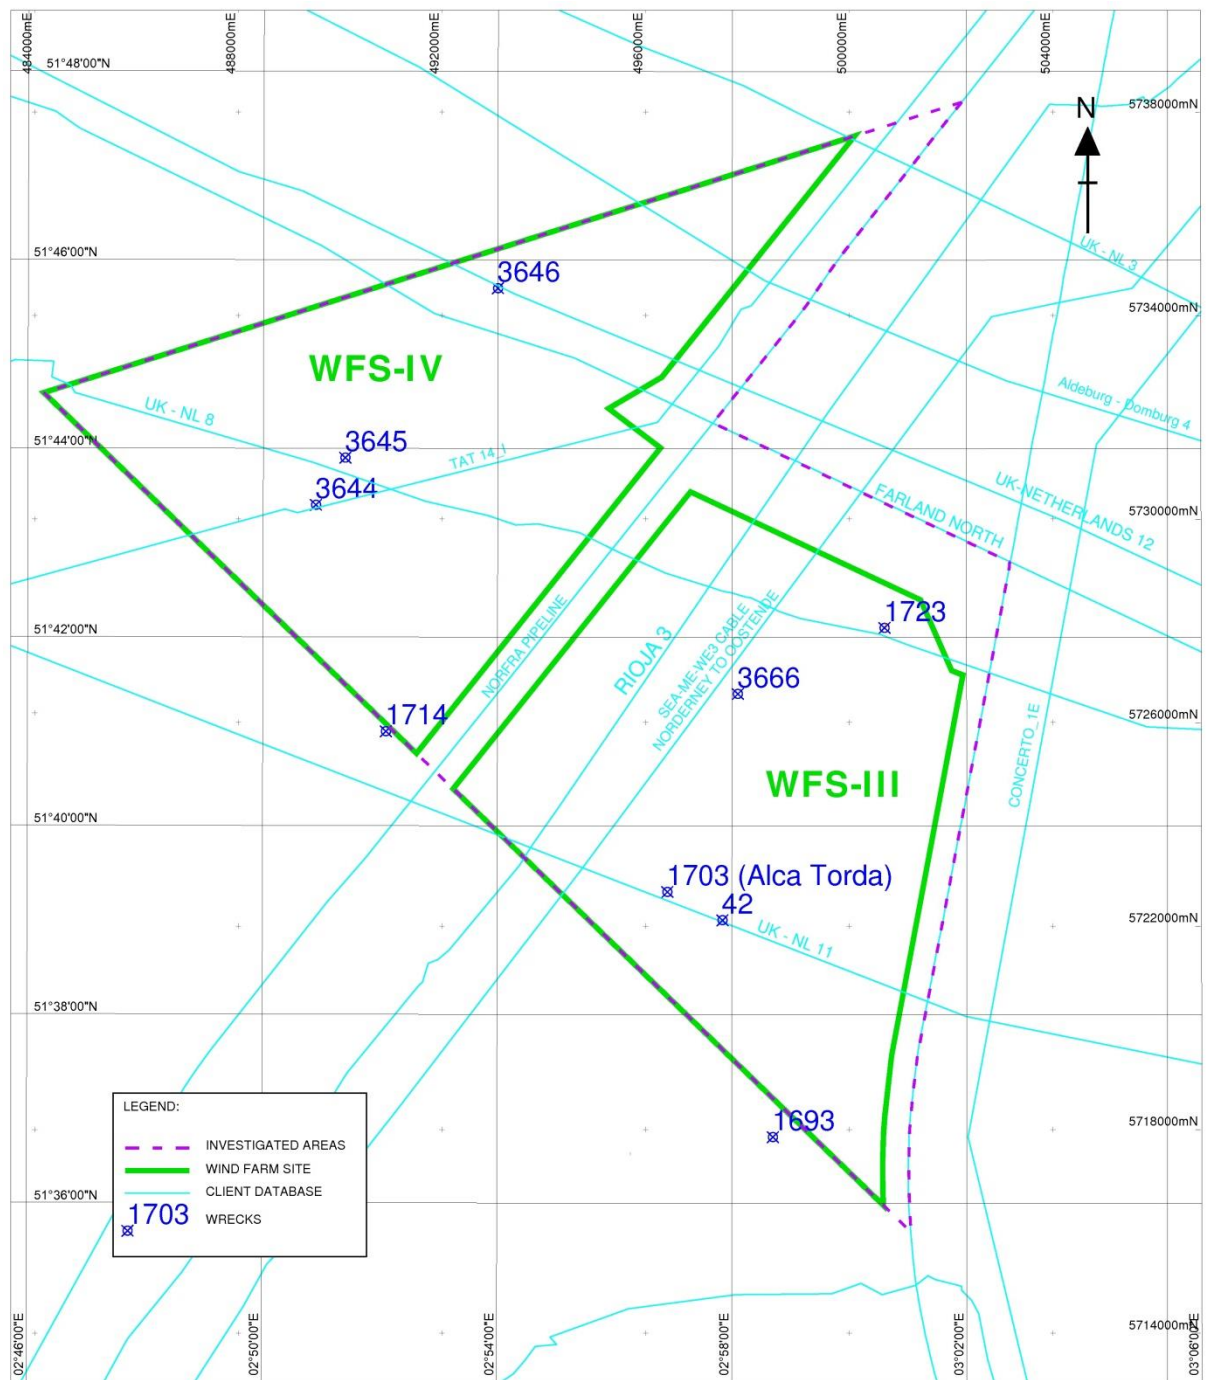 484000mE
488000mE
492000mE
496000mE
500000mE
504000mE
51°48'00"N
5738000mN
N
UK - NL 3
51°46'00"N
3646
5734000mN
WFS-IV
Aldeburg - Domburg 4
UK - NL 8
51°44'00"N
3645
TAT 14_I
3644
FARLAND NORTH
UK-NETHERLANDS 12
5730000mN
1723
51°42'00"N
NORFRA PIPELINE
RIOJA 3
SEA-ME-WE3 CABLE
NORDERNEY TO OOSTENDE
3666
1714
5726000mN
CONCERTO_1E
WFS-III
51°40'00"N
1703 (Alca Torda)
42
5722000mN
UK - NL 11
51°38'00"N
LEGEND:
INVESTIGATED AREAS
WIND FARM SITE
CLIENT DATABASE
1703 WRECKS
1693
5718000mN
51°36'00"N
5714000mN
02°46'00"E
02°50'00"E
02°54'00"E
02°58'00"E
03°02'00"E
03°06'00"E